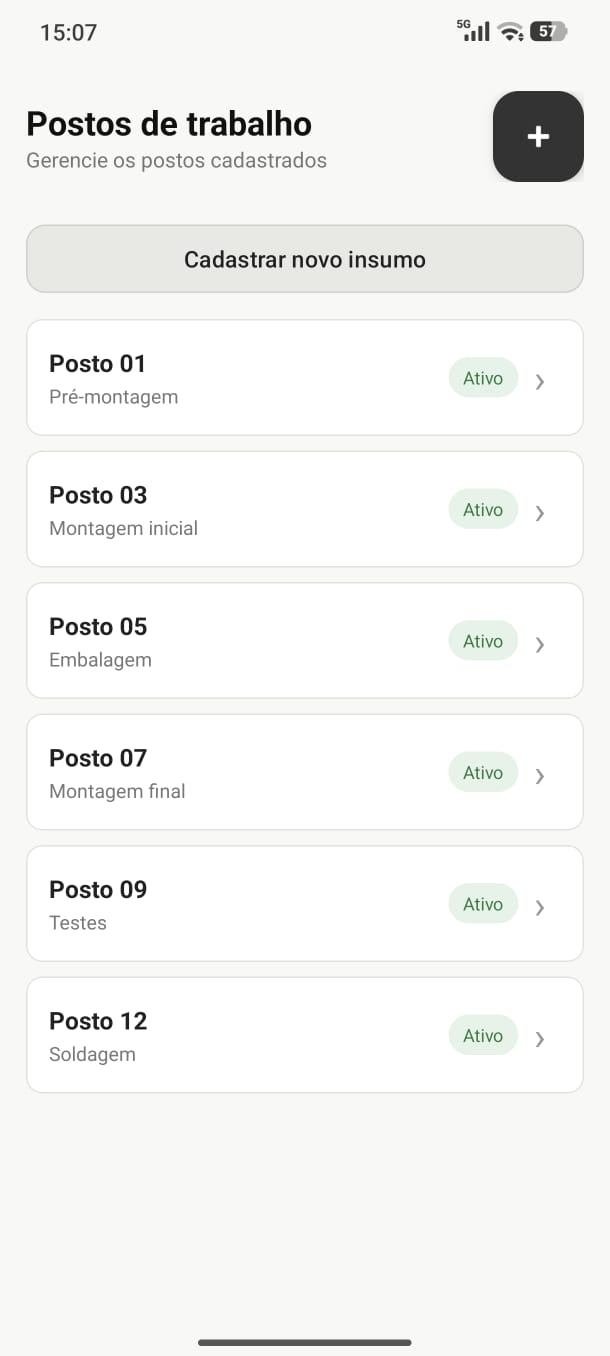 15:07
5G
57
Postos de trabalho
+
Gerencie os postos cadastrados
Cadastrar novo insumo
Posto 01
Ativo
Pré-montagem
Posto 03
Ativo
Montagem inicial
Posto 05
Ativo
Embalagem
Posto 07
Ativo
Montagem final
Posto 09
Ativo
Testes
Posto 12
Ativo
Soldagem